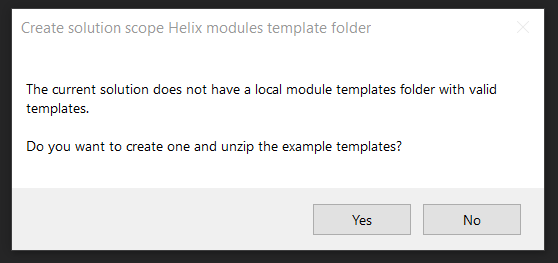 Create solution scope Helix modules template folder
The current solution does not have a local module templates folder with valid
templates.
Do you want to create one and unzip the example templates?
Yes
No